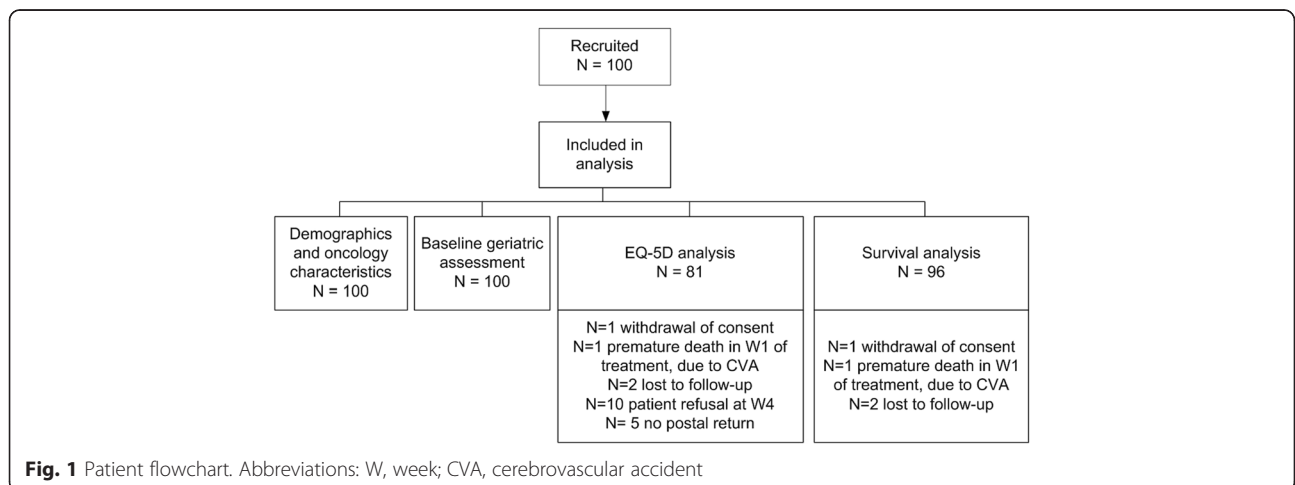 Recruited
N = 100
Included in
analysis
Demographics
and oncology
characteristics
N = 100
Baseline geriatric
assessment
N = 100
EQ-5D analysis
N = 81
Survival analysis
N = 96
N=1 withdrawal of consent
N=1 premature death in W1 of
treatment, due to CVA
N=2 lost to follow-up
N=10 patient refusal at W4
N= 5 no postal return
N=1 withdrawal of consent
N=1 premature death in W1
of treatment, due to CVA
N=2 lost to follow-up
Fig. 1 Patient flowchart. Abbreviations: W, week; CVA, cerebrovascular accident